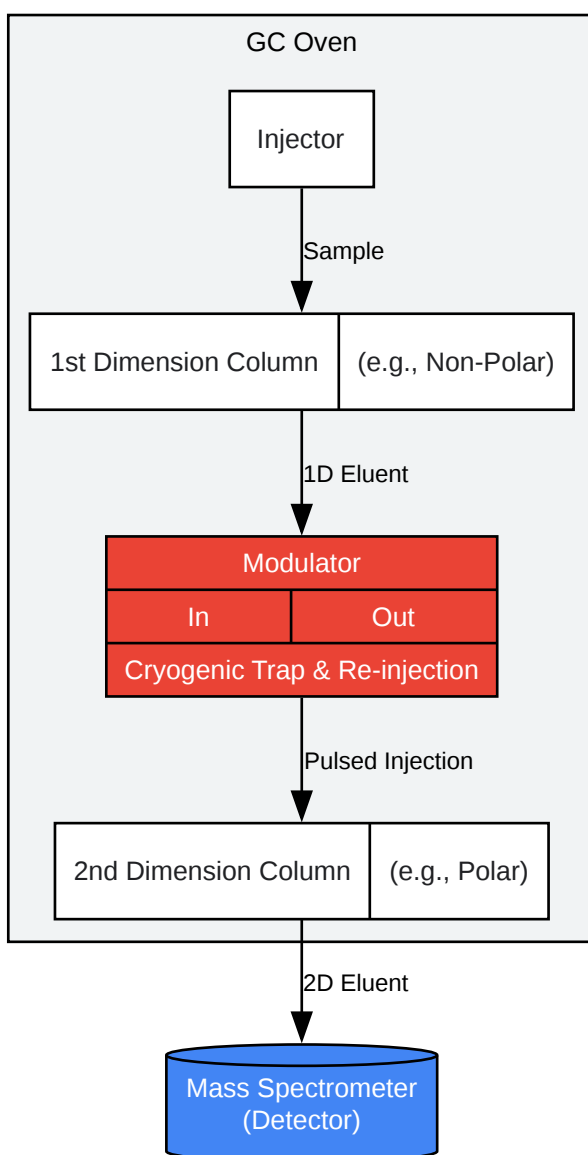 GC Oven
Injector
Sample
1st Dimension Column
(e.g., Non-Polar)
1D Eluent
Modulator
In
Out
Cryogenic Trap & Re-injection
Pulsed Injection
2nd Dimension Column
(e.g., Polar)
2D Eluent
Mass Spectrometer
(Detector)